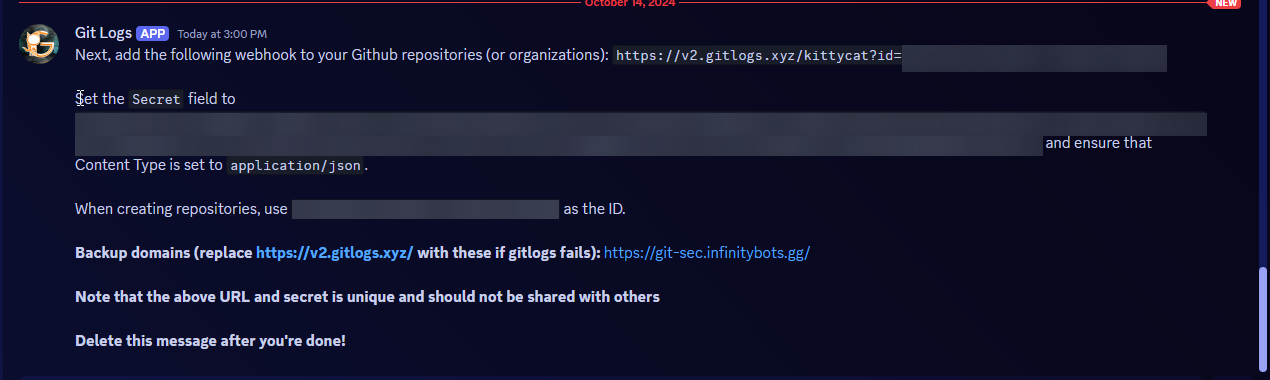 October 14, 2024
NEW
Git Logs APP Today at 3:00 PM
Next, add the following webhook to your Github repositories (or organizations): https://v2.gitlogs.xyz/kittycat?id=
Set the Secret field to
and ensure that
Content Type is set to application/json.
When creating repositories, use as the ID.
Backup domains (replace https://v2.gitlogs.xyz/ with these if gitlogs fails): https://git-sec.infinitybots.gg/
Note that the above URL and secret is unique and should not be shared with others
Delete this message after you're done!